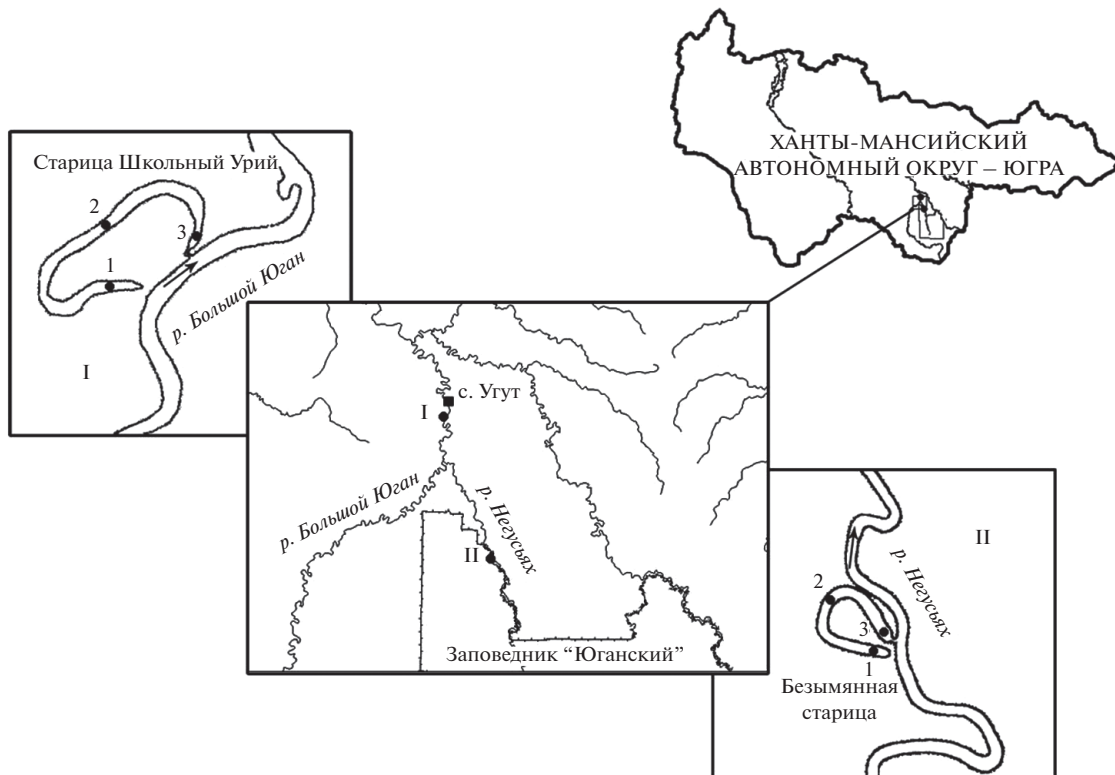 ХАНТЫ-МАНСИЙСКИЙ
АВТОНОМНЫЙ ОКРУГ – ЮГРА
Старица Школьный Урий
2
3
1
р. Большой Юган
I
с. Угут
I
р. Большой Юган
р. Негусьях
II
Заповедник “Юганский”
II
р. Негусьях
2
3
1
Безымянная
старица